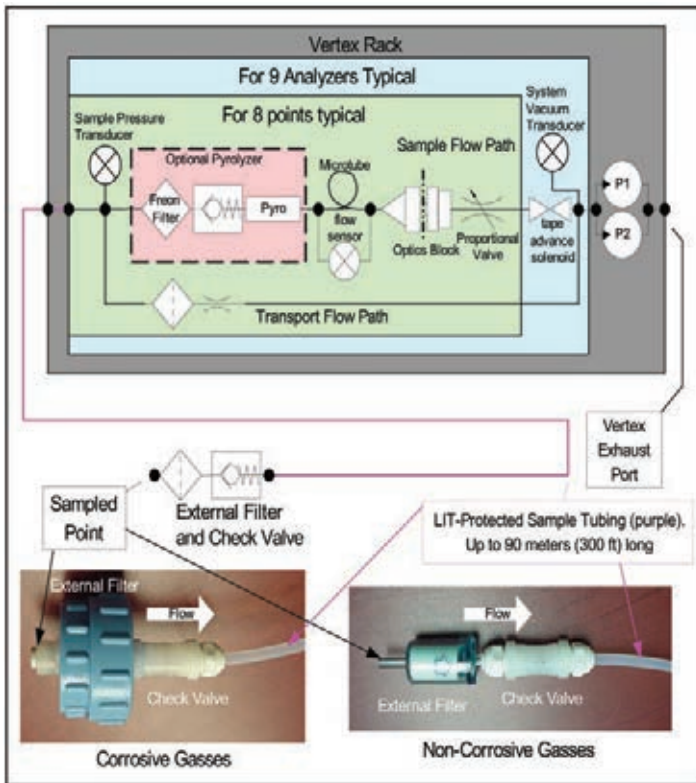 Vertex Rack
For 9 Analyzers Typical
For 8 points typical
System
Vacuum
Transducer
Sample Pressure
Transducer
Optional Pyrolyzer
Microtube
Sample Flow Path
Freon
Filter
Pyro
flow
sensor
Optics Block
Proportional
Valve
tape
advance
solenoid
P1
P2
Transport Flow Path
Vertex
Exhaust
Port
Sampled
Point
External Filter
and Check Valve
LIT-Protected Sample Tubing (purple).
Up to 90 meters (300 ft) long
External Filter
Flow
Check Valve
Corrosive Gasses
Flow
External Filter
Check Valve
Non-Corrosive Gasses